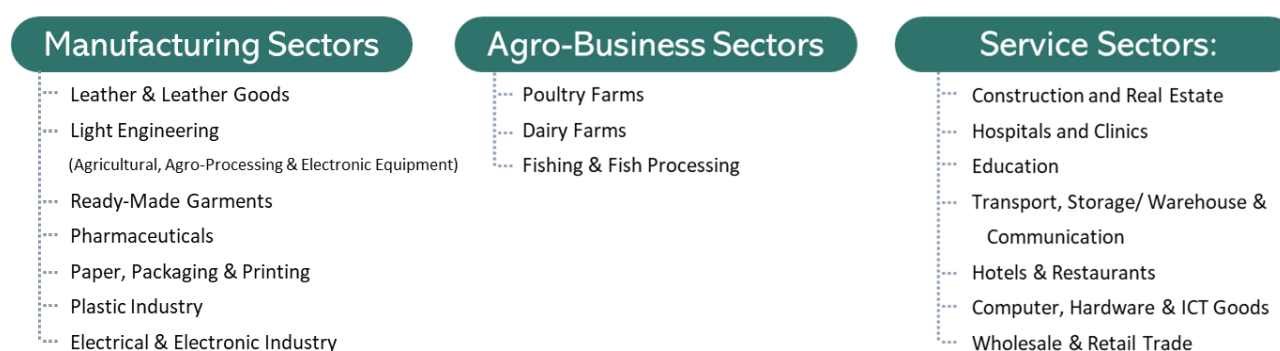 Manufacturing Sectors
Leather & Leather Goods
Light Engineering
(Agricultural, Agro-Processing & Electronic Equipment)
Ready-Made Garments
Pharmaceuticals
Paper, Packaging & Printing
Plastic Industry
Electrical & Electronic Industry
Agro-Business Sectors
Poultry Farms
Dairy Farms
Fishing & Fish Processing
Service Sectors:
Construction and Real Estate
Hospitals and Clinics
Education
Transport, Storage/ Warehouse &
Communication
Hotels & Restaurants
Computer, Hardware & ICT Goods
Wholesale & Retail Trade